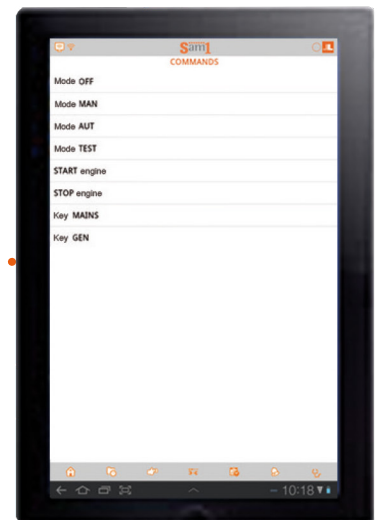 Sam1
COMMANDS
Mode OFF
Mode MAN
Mode AUT
Mode TEST
START engine
STOP engine
Key MAINS
Key GEN
10:18